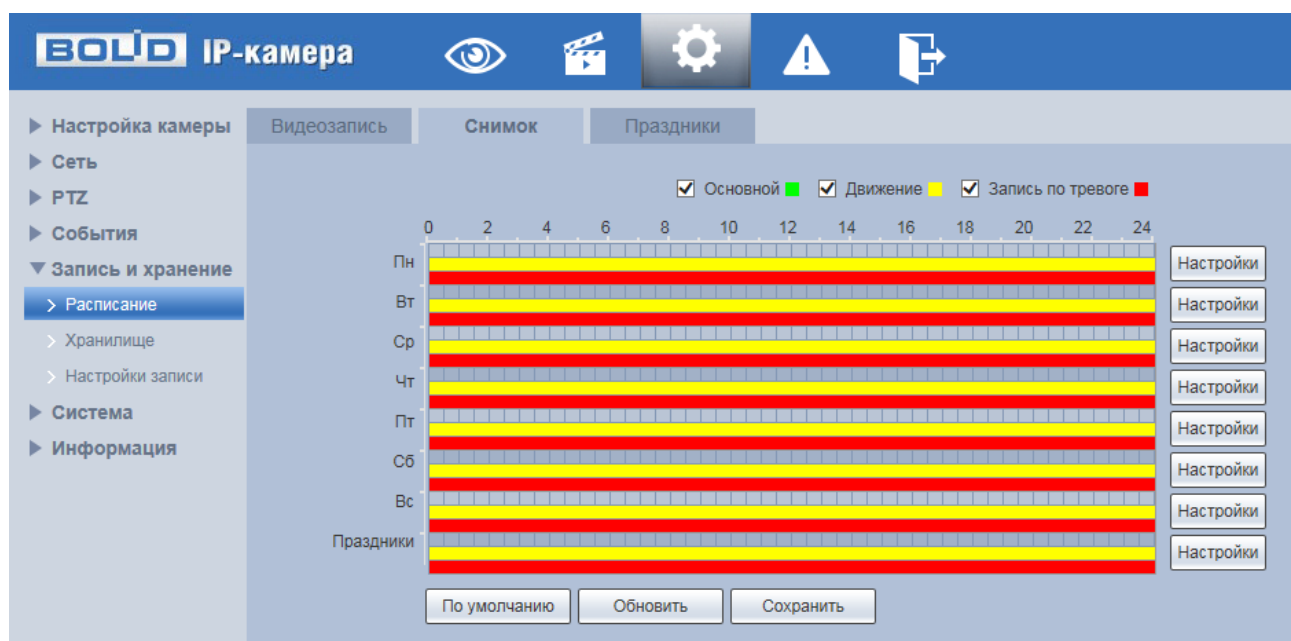 BOLID IP-камера
Настройка камеры
Сеть
PTZ
События
Запись и хранение
Расписание
Хранилище
Настройки записи
Система
Информация
Видеозапись Снимок Праздники
Основной Движение Запись по тревоге
0 2 4 6 8 10 12 14 16 18 20 22 24
Пн Настройки
Вт Настройки
Ср Настройки
Чт Настройки
Пт Настройки
Сб Настройки
Вс Настройки
Праздники Настройки
По умолчанию Обновить Сохранить